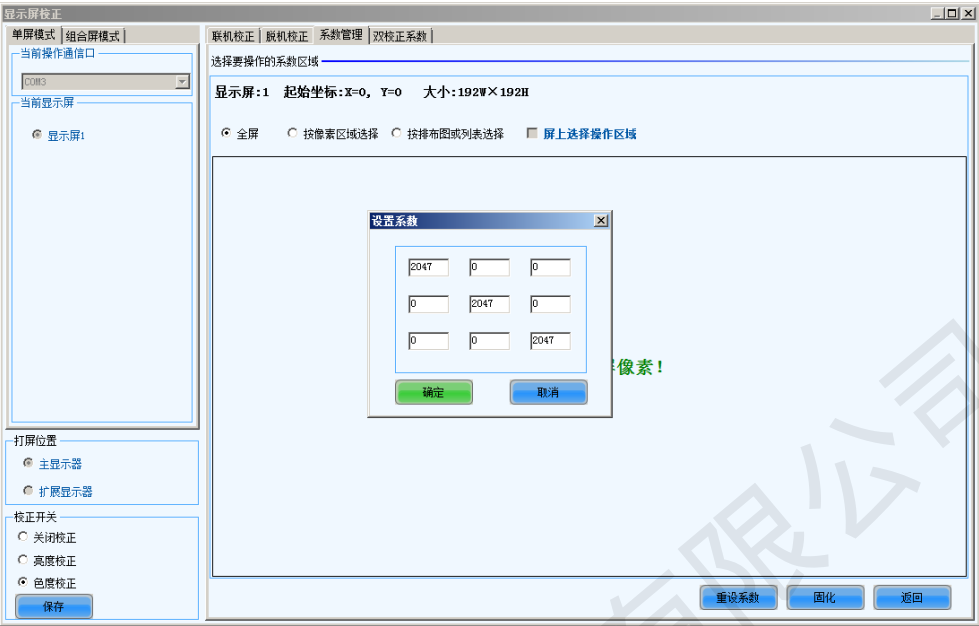 显示屏校正
单屏模式 组合屏模式
当前操作通信口
COM3
当前显示屏
显示屏1
打屏位置
主显示器
扩展显示器
校正开关
关闭校正
亮度校正
色度校正
保存
联机校正 脱机校正 系数管理 双校正系数
选择要操作的系数区域
显示屏:1 起始坐标:X=0, Y=0 大小:192W×192H
全屏 按像素区域选择 按排布图或列表选择 屏上选择操作区域
设置系数
2047 0 0
0 2047 0
0 0 2047
确定 取消
像素!
重设系数 固化 返回
有限公司